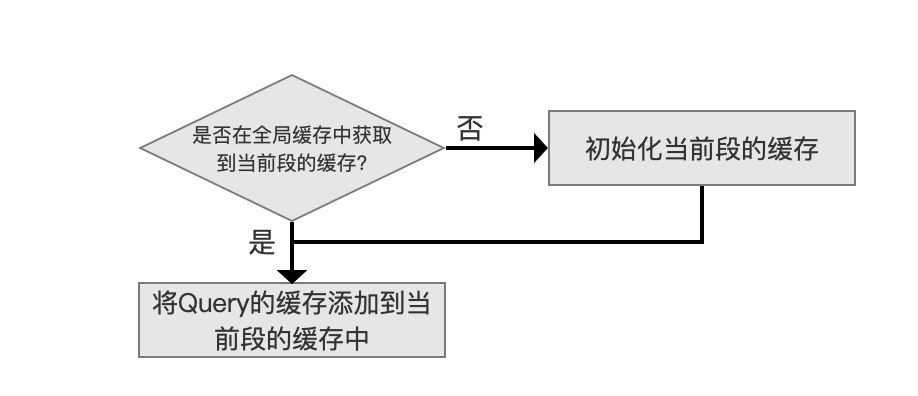 是否在全局缓存中获取
到当前段的缓存?
否
初始化当前段的缓存
是
将Query的缓存添加到当
前段的缓存中